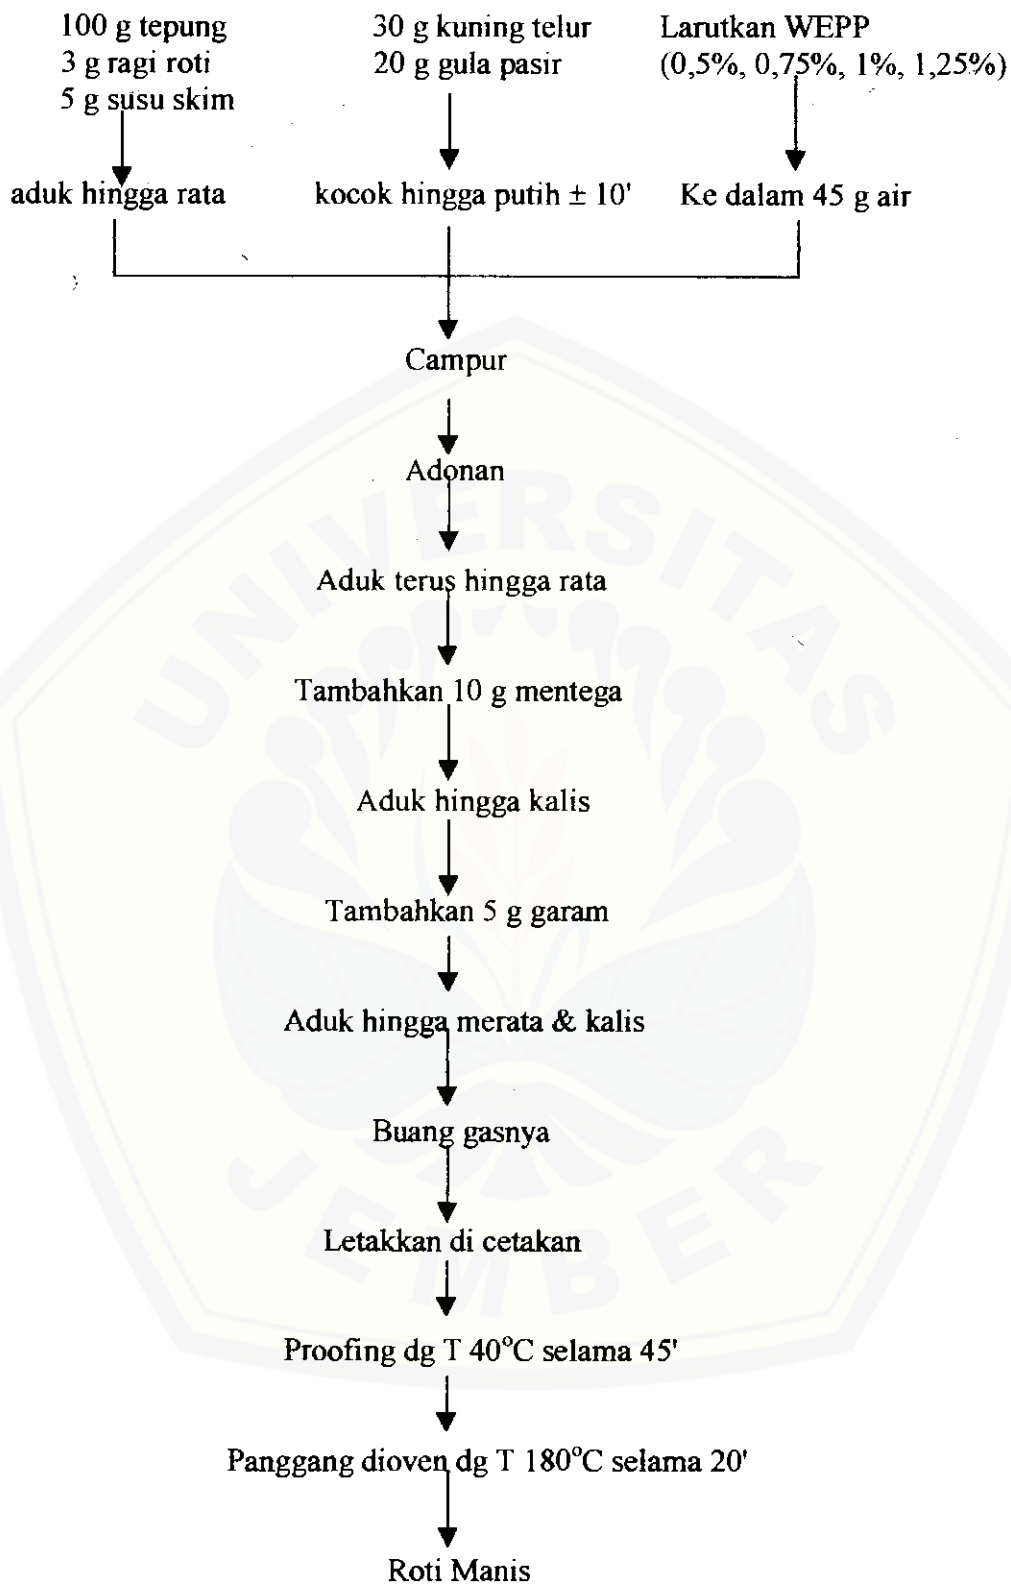 100 g tepung
3 g ragi roti
5 g susu skim
30 g kuning telur
20 g gula pasir
Larutkan WEPP
(0,5%, 0,75%, 1%, 1,25%)
aduk hingga rata
kocok hingga putih ± 10'
Ke dalam 45 g air
Campur
Adonan
Aduk terus hingga rata
Tambahkan 10 g mentega
Aduk hingga kalis
Tambahkan 5 g garam
Aduk hingga merata & kalis
Buang gasnya
Letakkan di cetakan
Proofing dg T 40°C selama 45'
Panggang dioven dg T 180°C selama 20'
Roti Manis
UNIVERSITAS
JEMBER